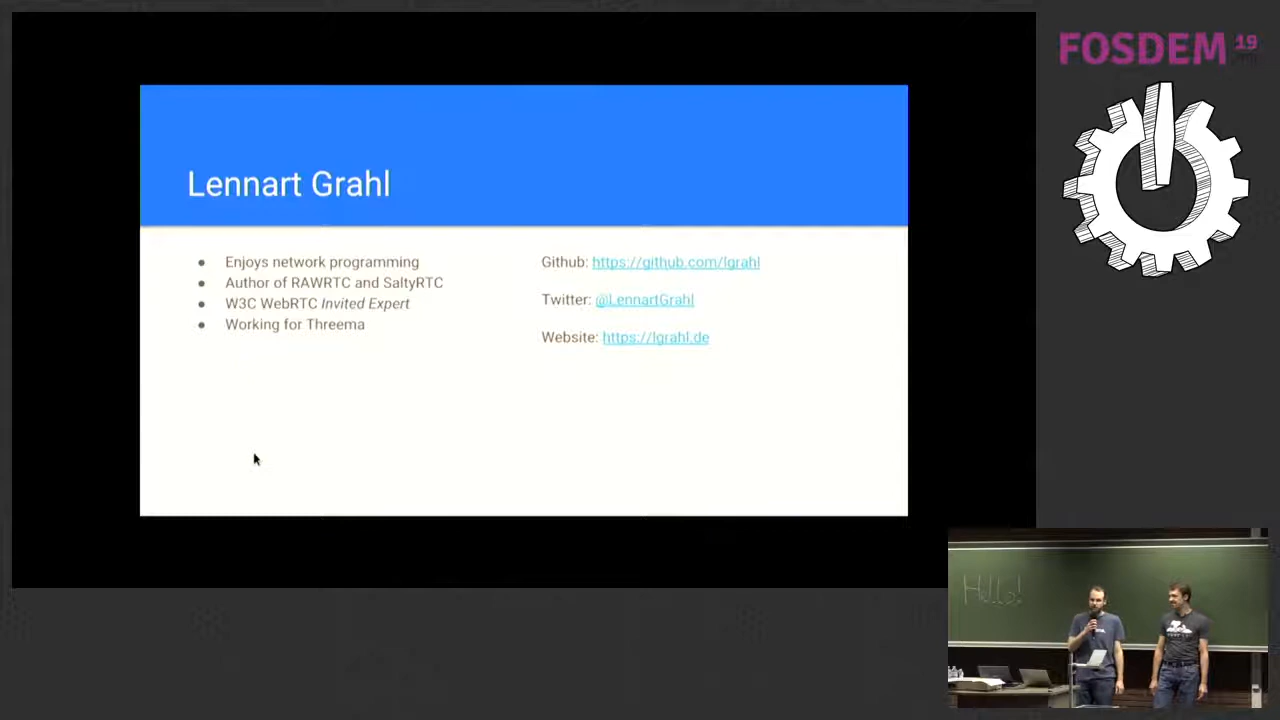 FOSDEM 19
Lennart Grahl
Enjoys network programming
Author of RAWRTC and SaltyRTC
W3C WebRTC Invited Expert
Working for Threema
Github: https://github.com/lgrahl
Twitter: @LennartGrahl
Website: https://lgrahl.de
Hello!